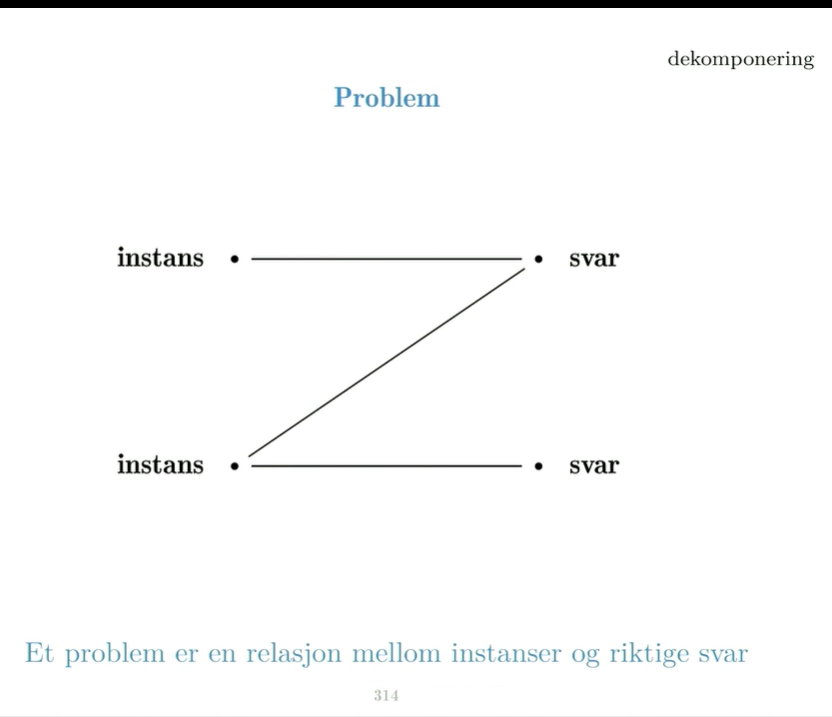 dekomponering
Problem
instans • • svar
instans • • svar
Et problem er en relasjon mellom instanser og riktige svar
314